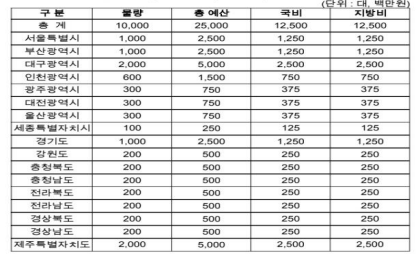 (단위 : 대, 백만원)
구 분 물량 총 예산 국비 지방비
총 계 10,000 25,000 12,500 12,500
서울특별시 1,000 2,500 1,250 1,250
부산광역시 1,000 2,500 1,250 1,250
대구광역시 2,000 5,000 2,500 2,500
인천광역시 600 1,500 750 750
광주광역시 300 750 375 375
대전광역시 300 750 375 375
울산광역시 300 750 375 375
세종특별자치시 100 250 125 125
경기도 1,000 2,500 1,250 1,250
강원도 200 500 250 250
충청북도 200 500 250 250
충청남도 200 500 250 250
전라북도 200 500 250 250
전라남도 200 500 250 250
경상북도 200 500 250 250
경상남도 200 500 250 250
제주특별자치도 2,000 5,000 2,500 2,500